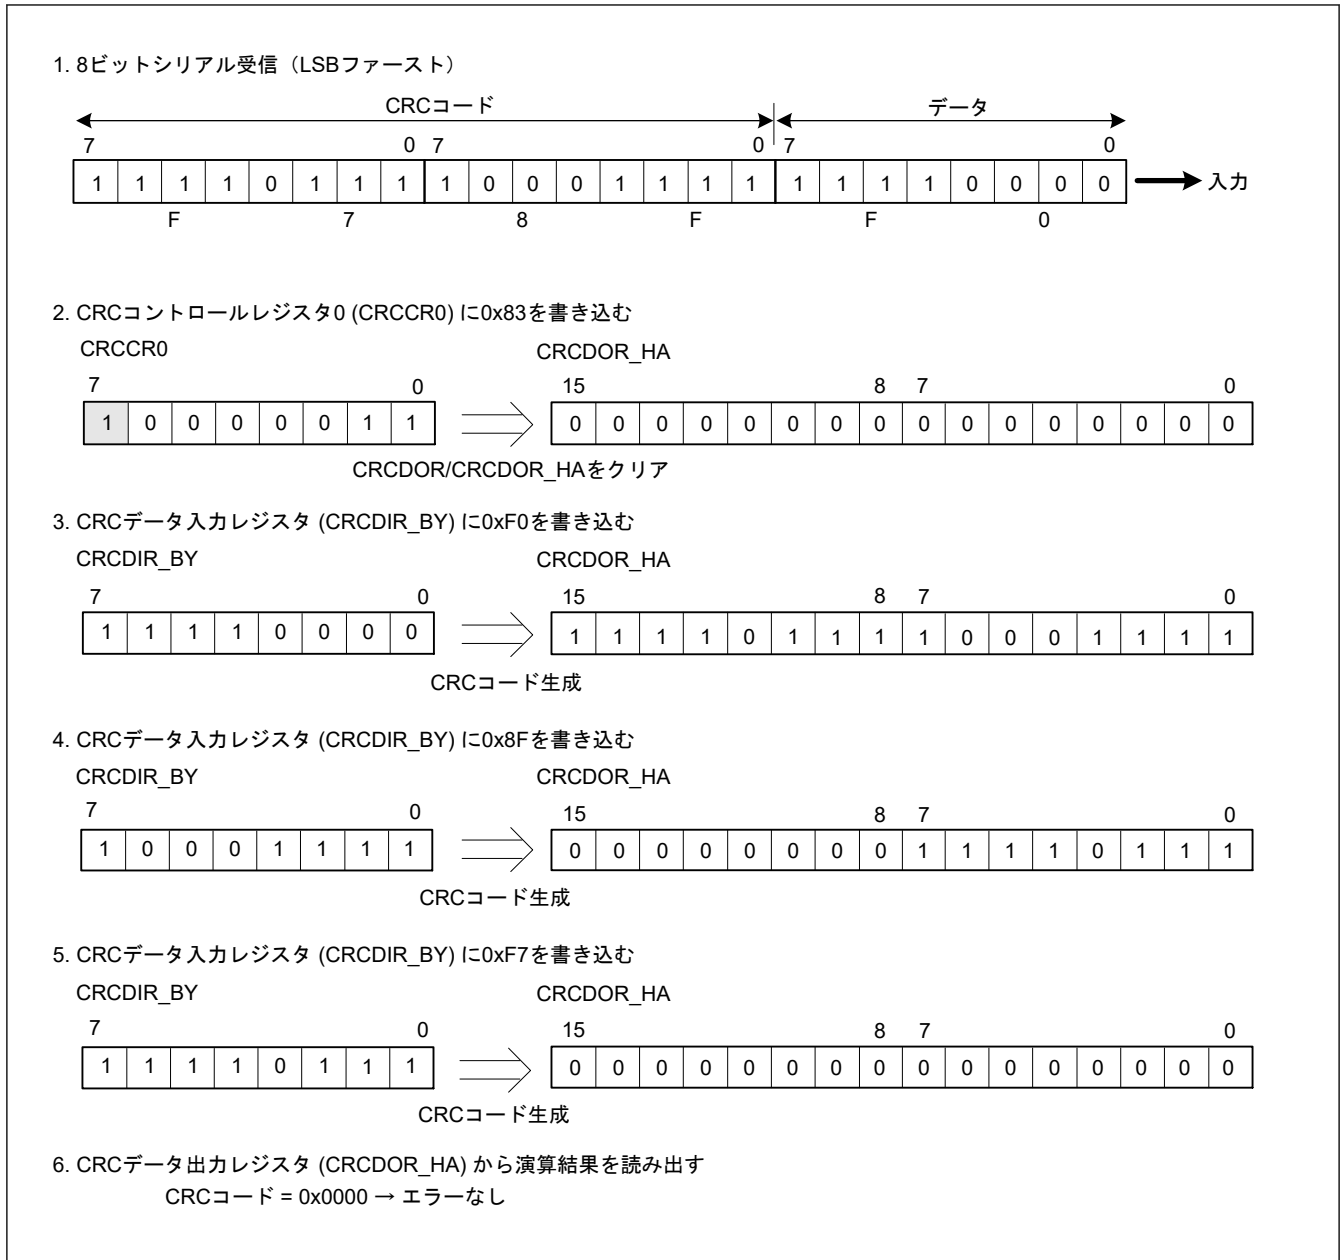 1. 8ビットシリアル受信（LSBファースト）
CRCコード データ
7 0 7 0 7 0
1 1 1 1 0 1 1 1 1 0 0 0 1 1 1 1 1 1 1 1 0 0 0 0 入力
F 7 8 F F 0
2. CRCコントロールレジスタ0 (CRCCR0) に0x83を書き込む
CRCCR0 CRCDOR_HA
7 0 15 8 7 0
1 0 0 0 0 0 1 1 0 0 0 0 0 0 0 0 0 0 0 0 0 0 0 0
CRCDOR/CRCDOR_HAをクリア
3. CRCデータ入力レジスタ (CRCDIR_BY) に0xF0を書き込む
CRCDIR_BY CRCDOR_HA
7 0 15 8 7 0
1 1 1 1 0 0 0 0 1 1 1 1 0 1 1 1 1 0 0 0 1 1 1 1
CRCコード生成
4. CRCデータ入力レジスタ (CRCDIR_BY) に0x8Fを書き込む
CRCDIR_BY CRCDOR_HA
7 0 15 8 7 0
1 0 0 0 1 1 1 1 0 0 0 0 0 0 0 0 1 1 1 1 0 1 1 1
CRCコード生成
5. CRCデータ入力レジスタ (CRCDIR_BY) に0xF7を書き込む
CRCDIR_BY CRCDOR_HA
7 0 15 8 7 0
1 1 1 1 0 1 1 1 0 0 0 0 0 0 0 0 0 0 0 0 0 0 0 0
CRCコード生成
6. CRCデータ出力レジスタ (CRCDOR_HA) から演算結果を読み出す
CRCコード = 0x0000 → エラーなし